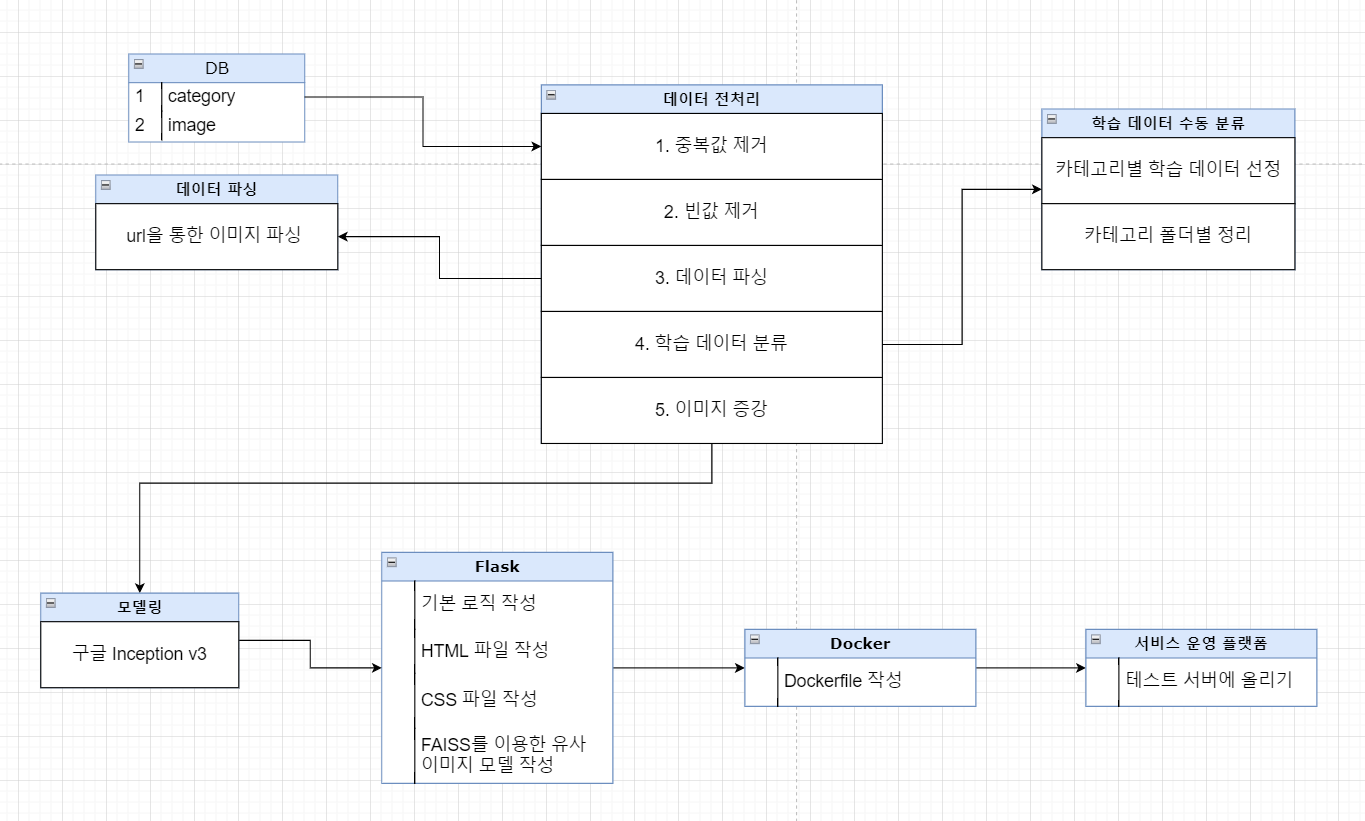 DB
1 category
2 image
데이터 파싱
url을 통한 이미지 파싱
데이터 전처리
1. 중복값 제거
2. 빈값 제거
3. 데이터 파싱
4. 학습 데이터 분류
5. 이미지 증강
학습 데이터 수동 분류
카테고리별 학습 데이터 선정
카테고리 폴더별 정리
모델링
구글 Inception v3
Flask
기본 로직 작성
HTML 파일 작성
CSS 파일 작성
FAISS를 이용한 유사
이미지 모델 작성
Docker
Dockerfile 작성
서비스 운영 플랫폼
테스트 서버에 올리기